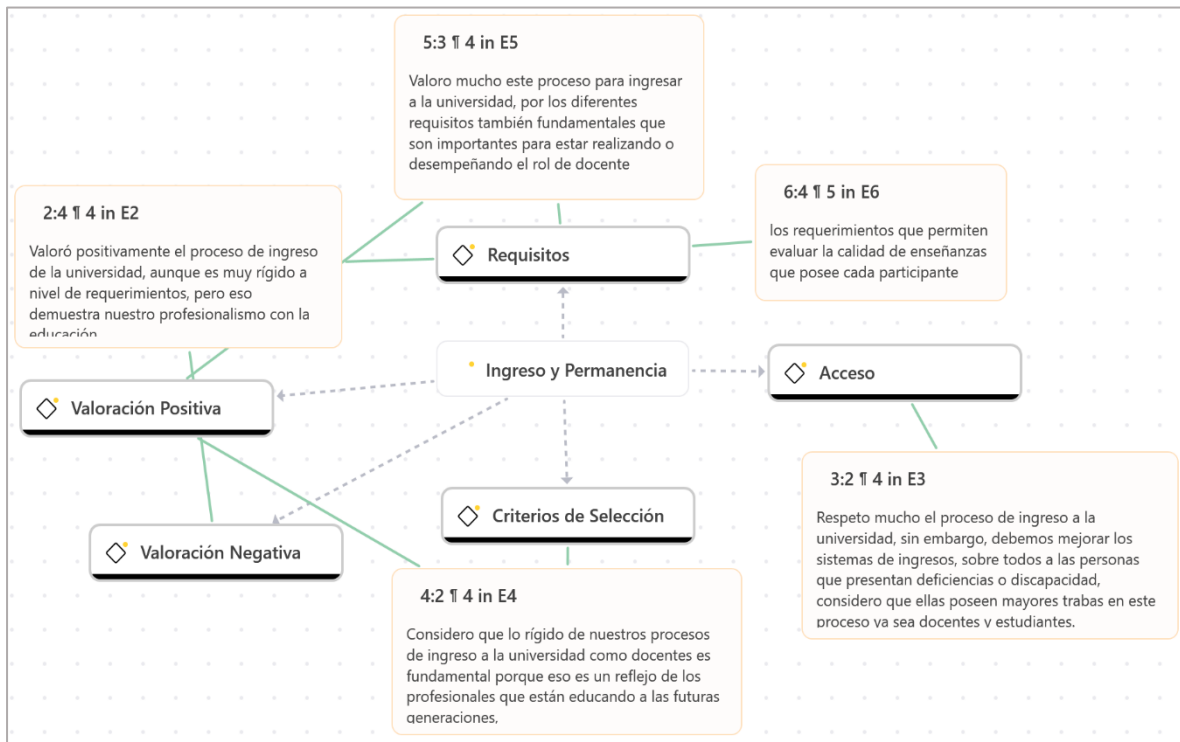 5:3 ¶ 4 in E5
Valoro mucho este proceso para ingresar
a la universidad, por los diferentes
requisitos también fundamentales que
son importantes para estar realizando o
desempeñando el rol de docente
6:4 ¶ 5 in E6
los requerimientos que permiten
evaluar la calidad de enseñanzas
que posee cada participante
2:4 ¶ 4 in E2
Valoró positivamente el proceso de ingreso
de la universidad, aunque es muy rígido a
nivel de requerimientos, pero eso
demuestra nuestro profesionalismo con la
educación
Requisitos
Ingreso y Permanencia
Acceso
Valoración Positiva
Criterios de Selección
Valoración Negativa
3:2 ¶ 4 in E3
Respeto mucho el proceso de ingreso a la
universidad, sin embargo, debemos mejorar los
sistemas de ingresos, sobre todos a las personas
que presentan deficiencias o discapacidad,
considero que ellas poseen mayores trabas en este
proceso ya sea docentes y estudiantes.
4:2 ¶ 4 in E4
Considero que lo rígido de nuestros procesos
de ingreso a la universidad como docentes es
fundamental porque eso es un reflejo de los
profesionales que están educando a las futuras
generaciones,